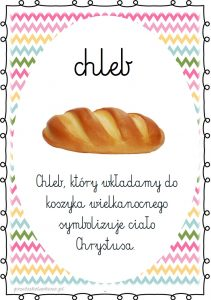 chleb
Chleb, który wkładamy do
koszyka wielkanocnego
symbolizuje ciało
Chrystusa